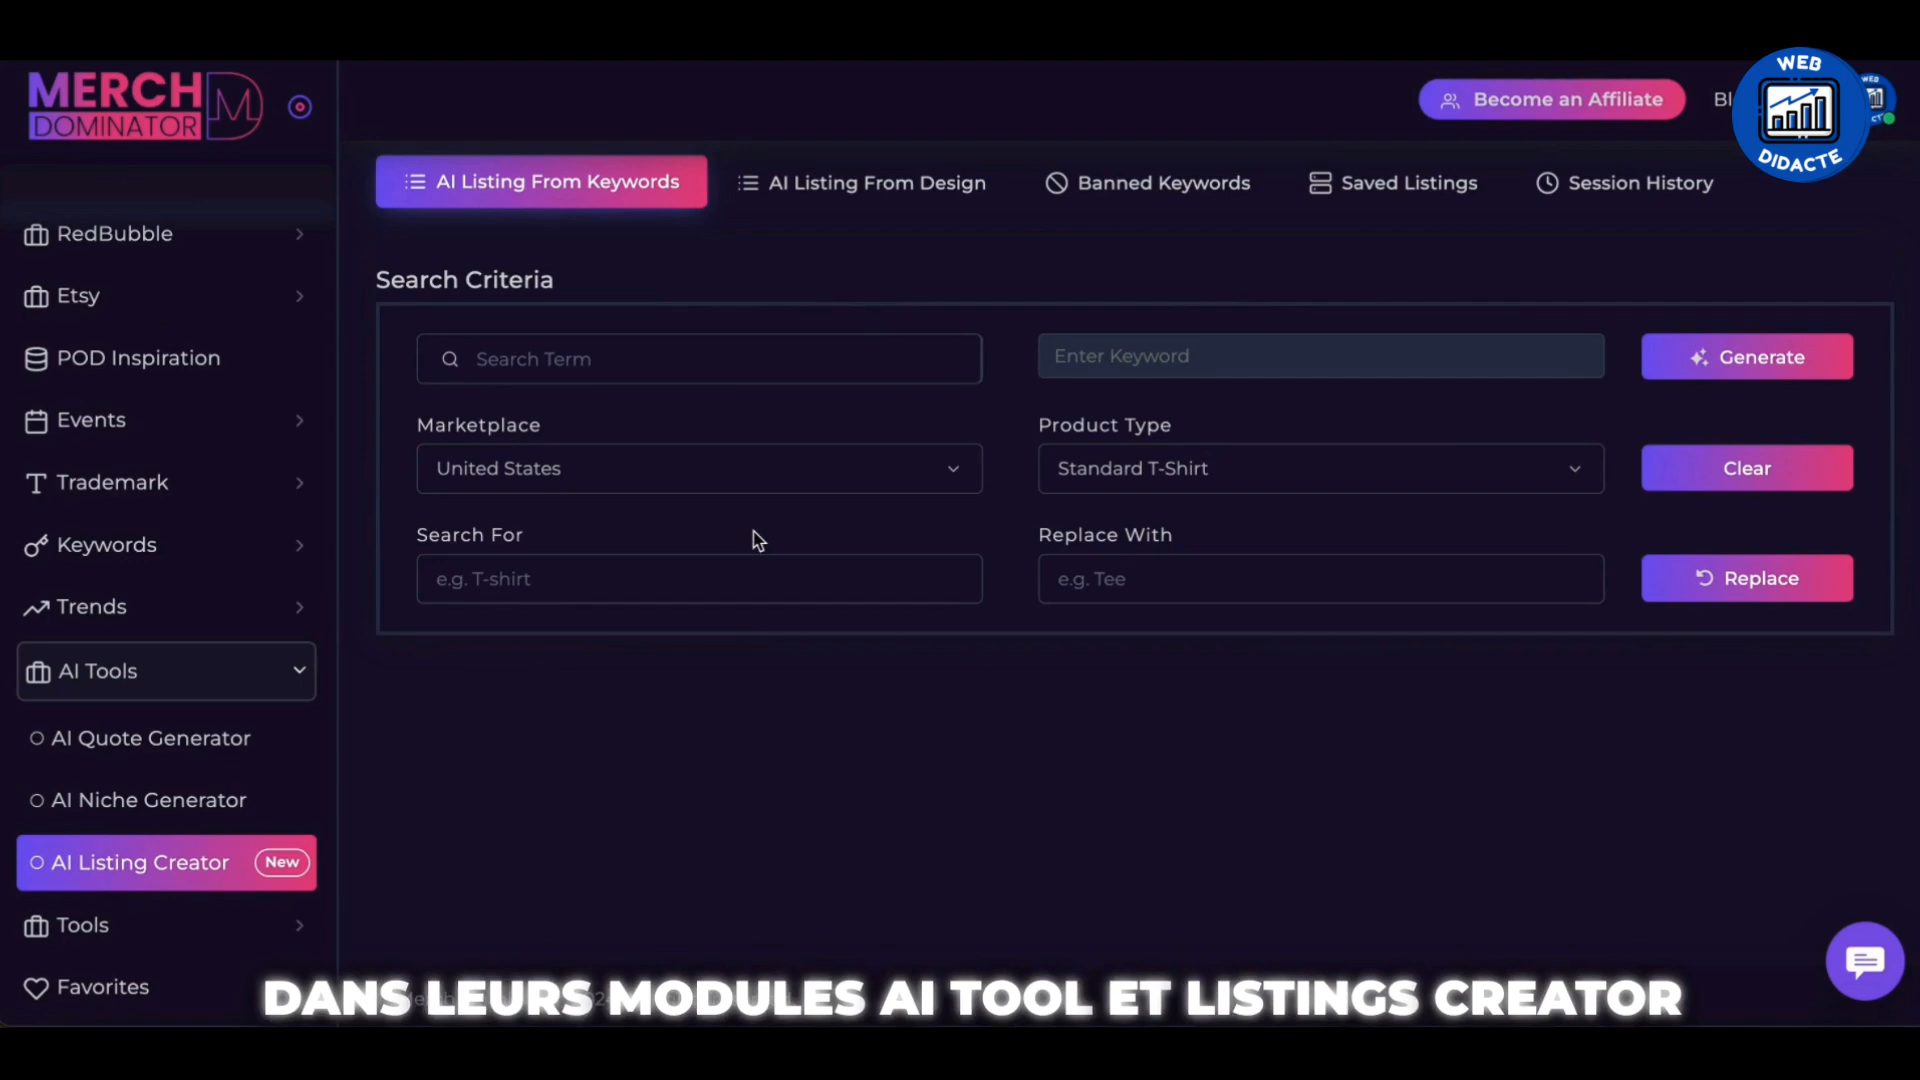 MERCH
DOMINATOR
Become an Affiliate
Bl
WEB
DIDACTE
AI Listing From Keywords
AI Listing From Design
Banned Keywords
Saved Listings
Session History
RedBubble
Etsy
POD Inspiration
Events
Trademark
Keywords
Trends
AI Tools
AI Quote Generator
AI Niche Generator
AI Listing Creator
New
Tools
Favorites
Search Criteria
Search Term
Enter Keyword
Generate
Marketplace
Product Type
United States
Standard T-Shirt
Clear
Search For
Replace With
e.g. T-shirt
e.g. Tee
Replace
DANS LEURS MODULES AI TOOL ET LISTINGS CREATOR